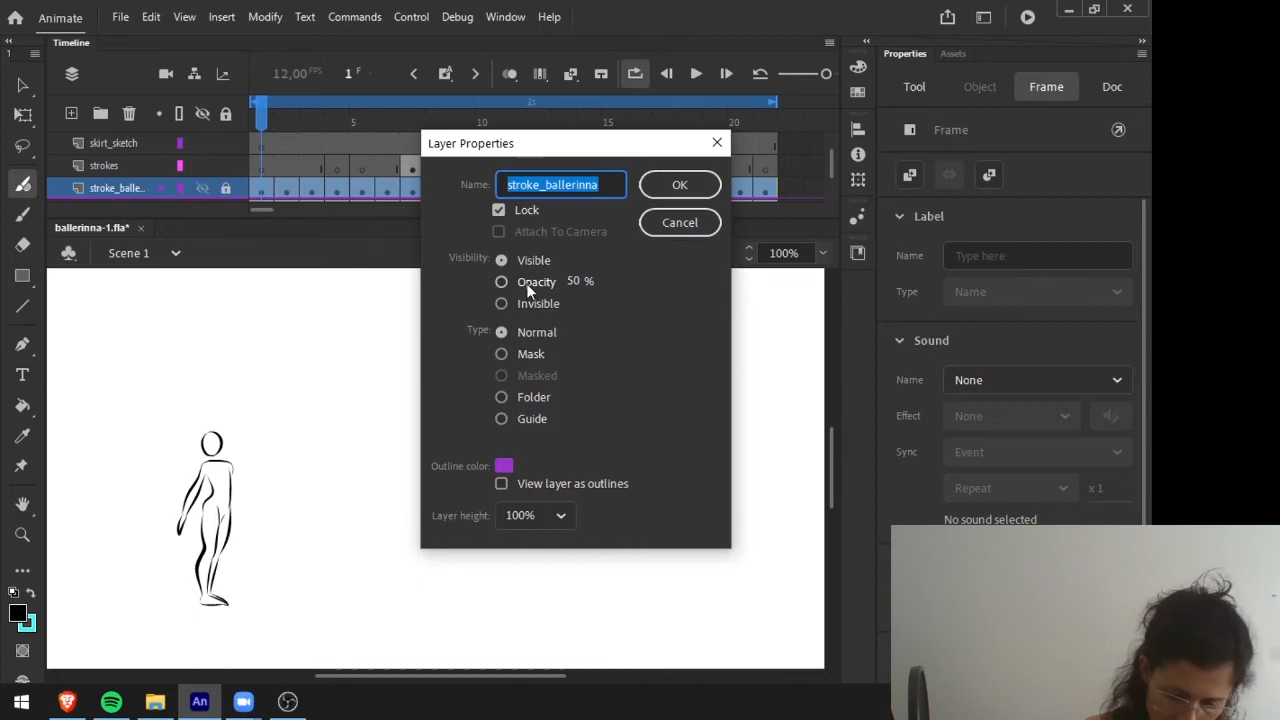 Animate File Edit View Insert Modify Text Commands Control Debug Window Help
Timeline
12,00 FPS 1 F
1s
5 10 15 20
skirt_sketch
strokes
stroke_balle...
ballerinna-1.fla*
Scene 1
100%
Layer Properties
Name: stroke_ballerinna OK
Lock Cancel
Attach To Camera
Visibility: Visible
Opacity 50 %
Invisible
Type: Normal
Mask
Masked
Folder
Guide
Outline color:
View layer as outlines
Layer height: 100%
Properties Assets
Tool Object Frame Doc
Frame
Label
Name Type here
Type Name
Sound
Name None
Effect None
Sync Event
Repeat x 1
No sound selected
An